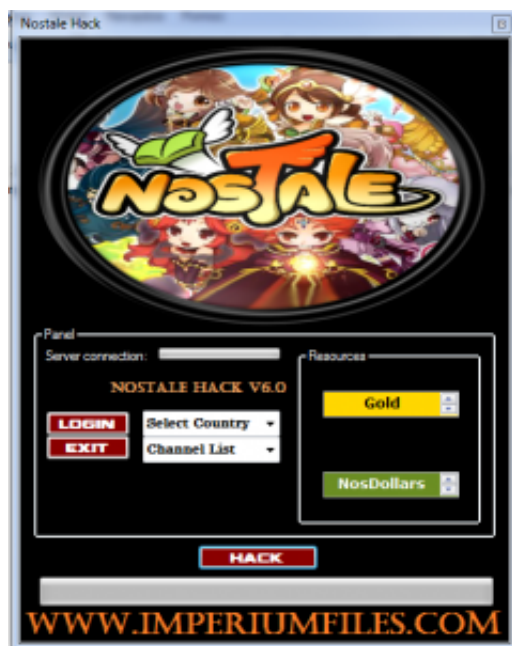 Nostale Hack
NosTale
Panel
Server connection:
Resources
NOSTALE HACK V6.0
Gold
LOGIN
Select Country
EXIT
Channel List
NosDollars
HACK
WWW.IMPERIUMFILES.COM